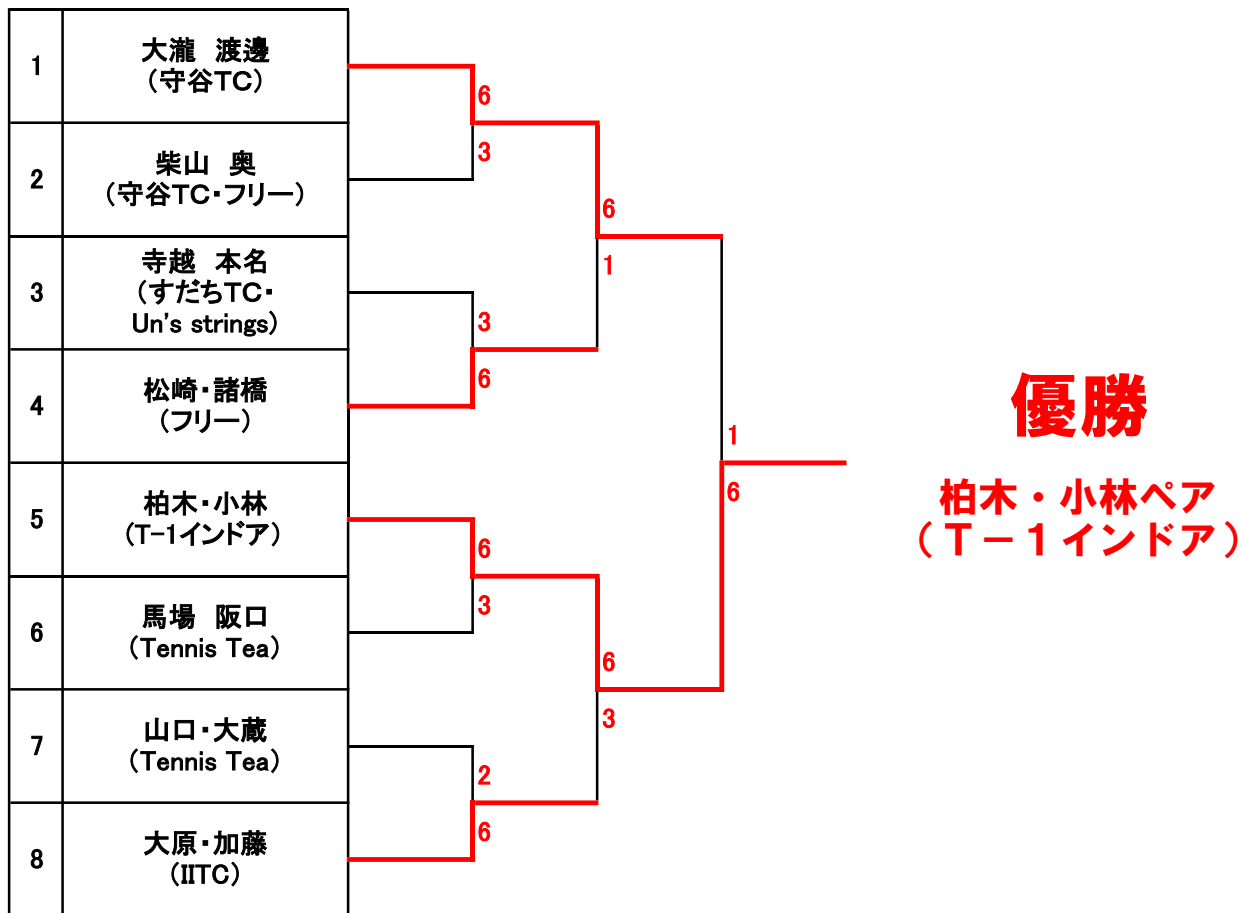 1
大瀧 渡邊
(守谷TC)
6
2
柴山 奥
(守谷TC・フリー)
3
6
3
寺越 本名
(すだちTC・
Un's strings)
1
3
4
松崎・諸橋
(フリー)
6
優勝
1
柏木・小林ペア
(T−1インドア)
5
柏木・小林
(T-1インドア)
6
6
6
馬場 阪口
(Tennis Tea)
3
6
7
山口・大蔵
(Tennis Tea)
3
2
8
大原・加藤
(IITC)
6